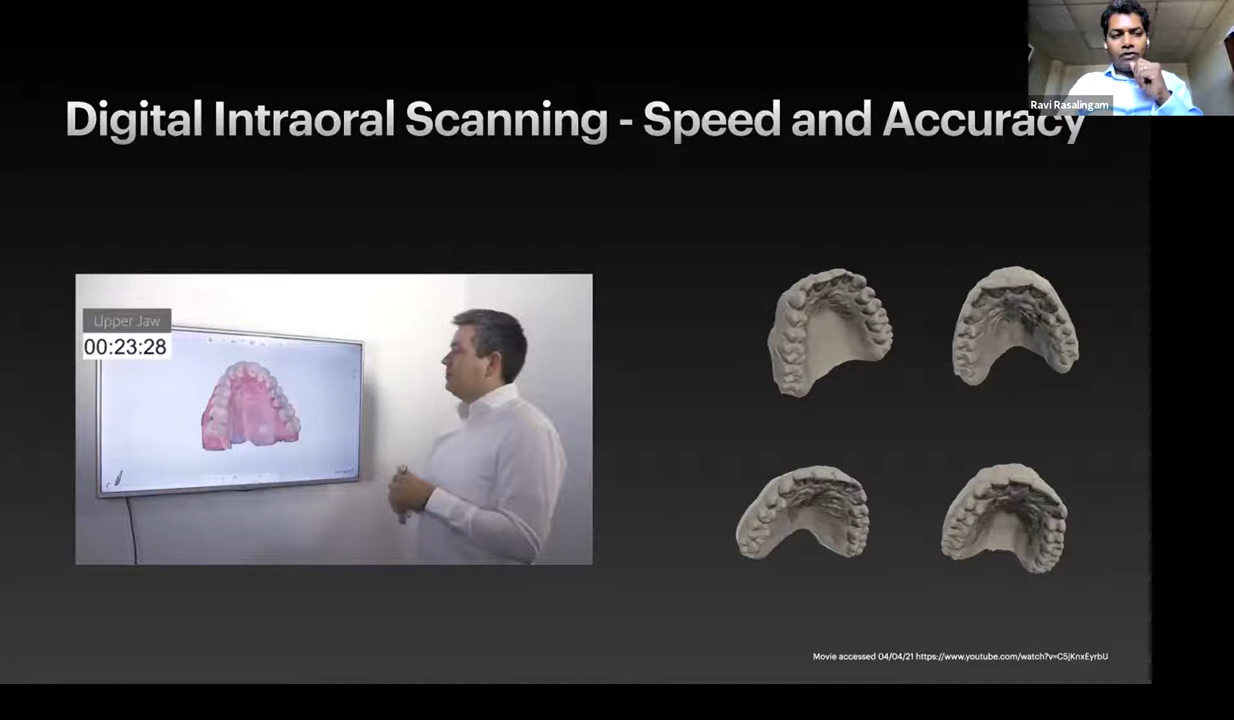 Digital Intraoral Scanning - Speed and Accuracy
Ravi Rasalingam
Upper Jaw
00:23:28
Movie accessed 04/04/21 https://www.youtube.com/watch?v=C5jKnxEyrbU